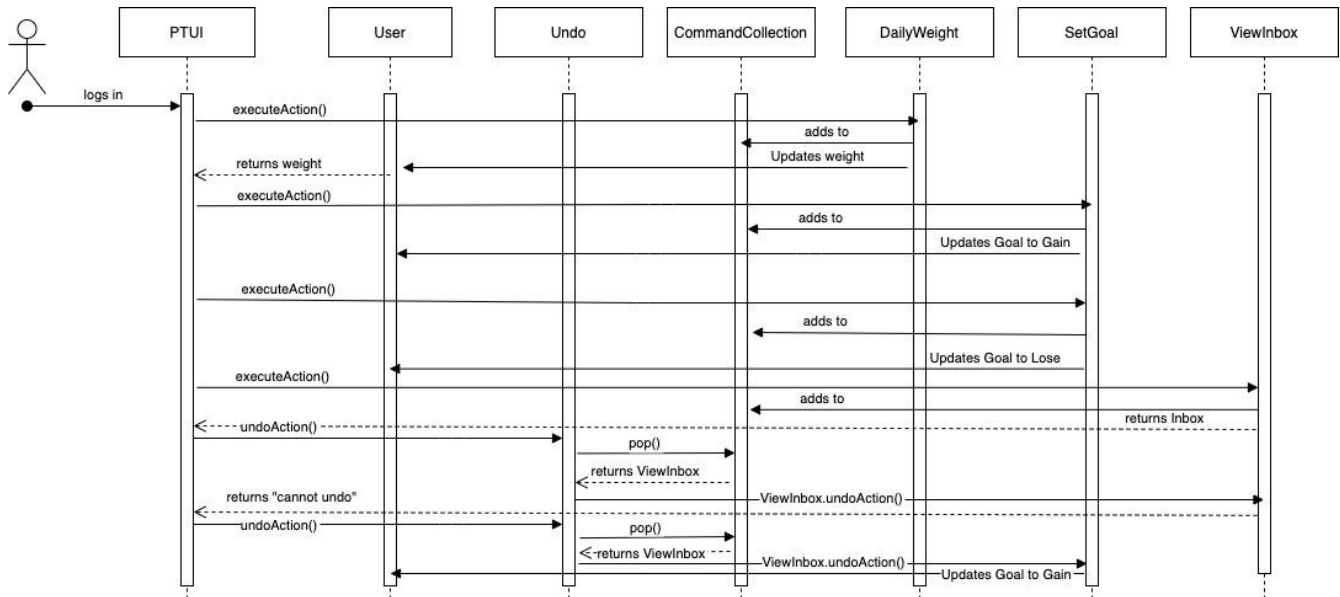 PTUI
User
Undo
CommandCollection
DailyWeight
SetGoal
ViewInbox
logs in
executeAction()
adds to
Updates weight
returns weight
executeAction()
adds to
Updates Goal to Gain
executeAction()
adds to
Updates Goal to Lose
executeAction()
adds to
returns Inbox
undoAction()
pop()
returns ViewInbox
returns "cannot undo"
ViewInbox.undoAction()
undoAction()
pop()
returns ViewInbox
ViewInbox.undoAction()
Updates Goal to Gain